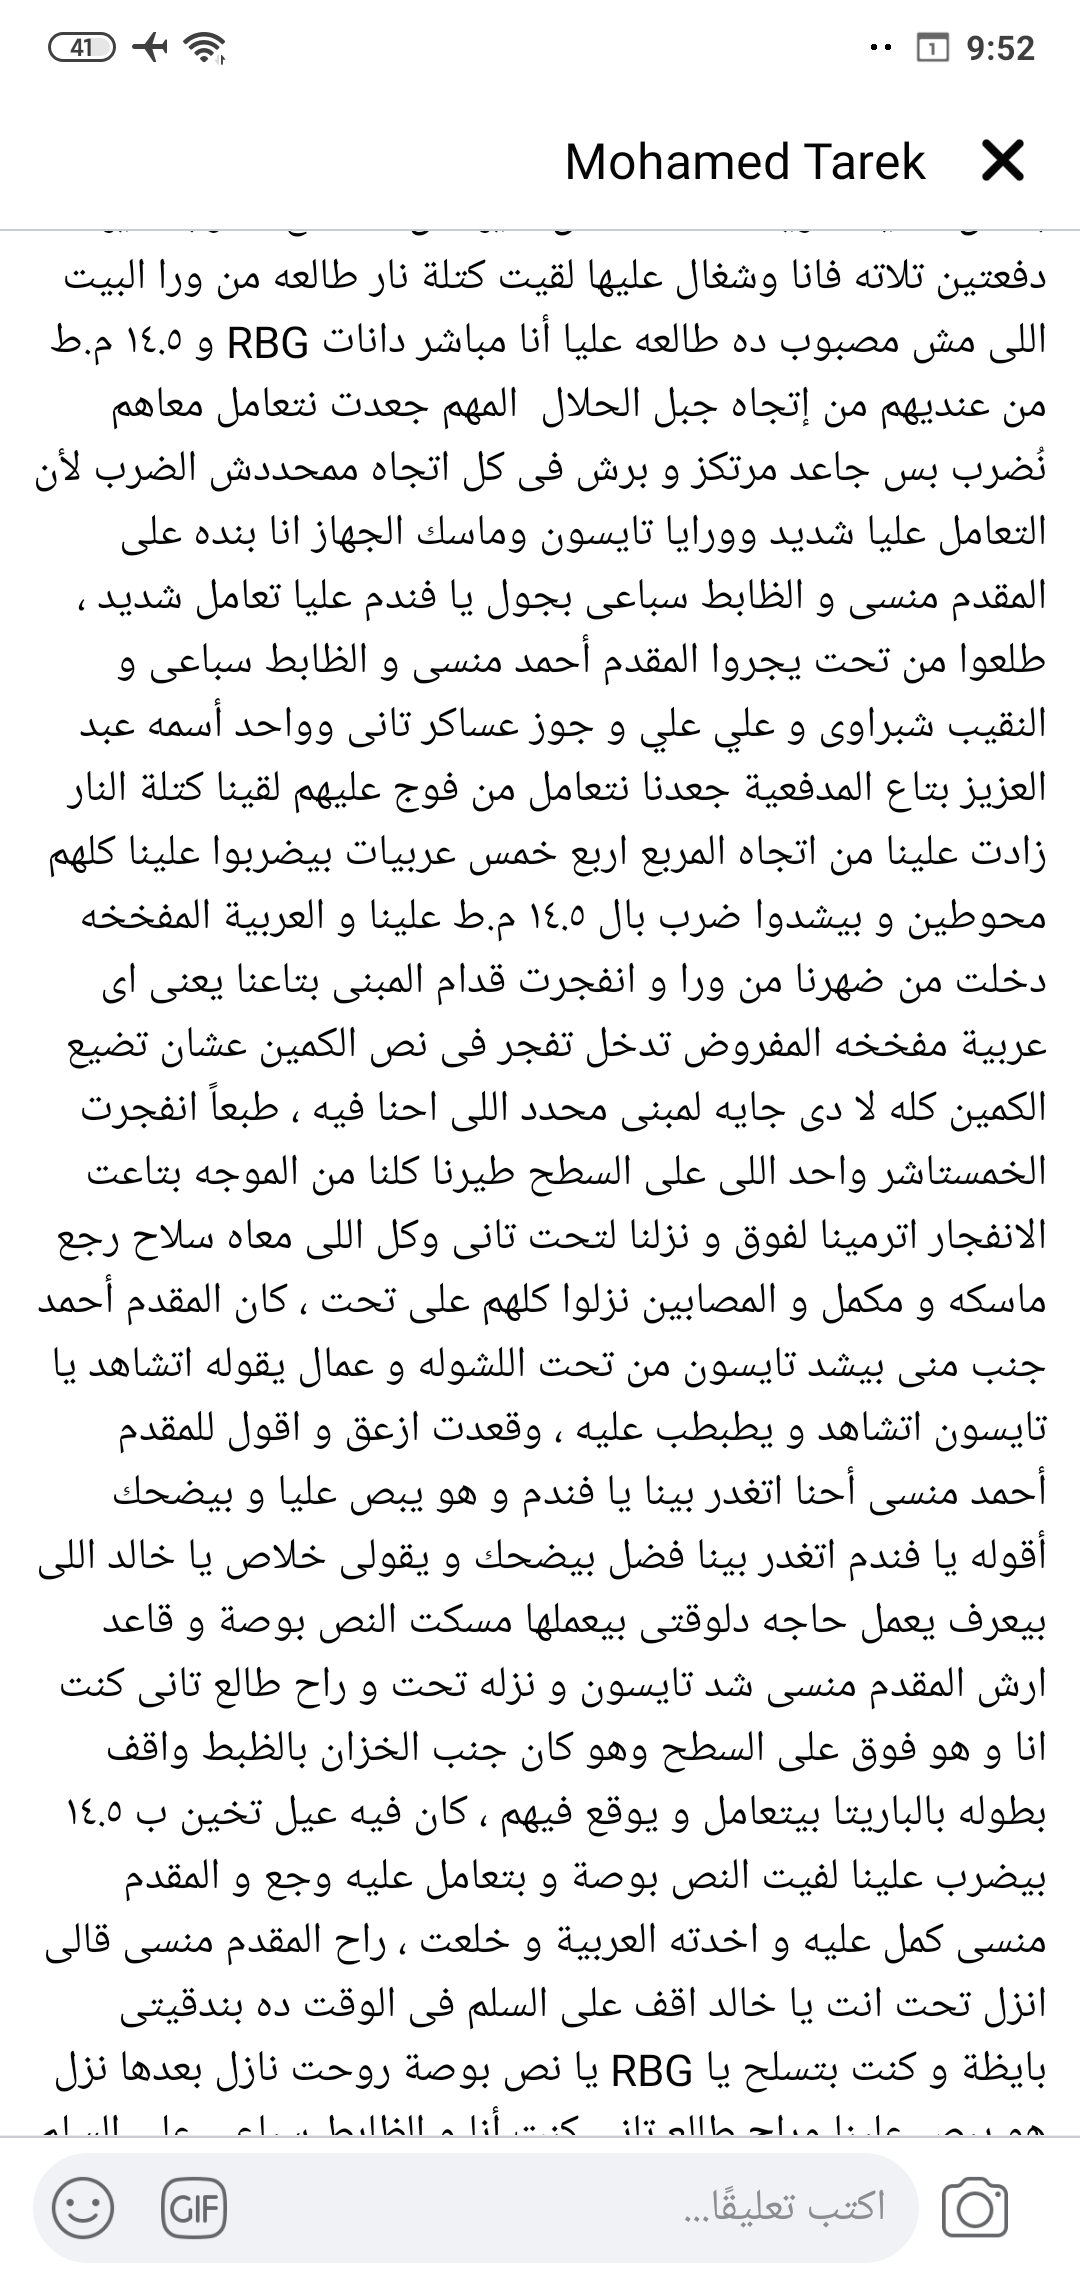 41
9:52
Mohamed Tarek
دفعتين تلاته فانا وشغال عليها لقيت كتلة نار طالعه من ورا البيت
اللى مش مصبوب ده طالعه عليا أنا مباشر دانات RBG و ١٤.٥ م.ط
من عنديهم من إتجاه جبل الحلال  المهم جعدت نتعامل معاهم
نُضرب بس جاعد مرتكز و برش فى كل اتجاه ممحددش الضرب لأن
التعامل عليا شديد وورايا تايسون وماسك الجهاز انا بنده على
المقدم منسى و الظابط سباعى بجول يا فندم عليا تعامل شديد ،
طلعوا من تحت يجروا المقدم أحمد منسى و الظابط سباعى و
النقيب شبراوى و علي علي و جوز عساكر تانى وواحد أسمه عبد
العزيز بتاع المدفعية جعدنا نتعامل من فوج عليهم لقينا كتلة النار
زادت علينا من اتجاه المربع اربع خمس عربيات بيضربوا علينا كلهم
محوطين و بيشدوا ضرب بال ١٤.٥ م.ط علينا و العربية المفخخه
دخلت من ضهرنا من ورا و انفجرت قدام المبنى بتاعنا يعنى اى
عربية مفخخه المفروض تدخل تفجر فى نص الكمين عشان تضيع
الكمين كله لا دى جايه لمبنى محدد اللى احنا فيه ، طبعاً انفجرت
الخمستاشر واحد اللى على السطح طيرنا كلنا من الموجه بتاعت
الانفجار اترمينا لفوق و نزلنا لتحت تانى وكل اللى معاه سلاح رجع
ماسكه و مكمل و المصابين نزلوا كلهم على تحت ، كان المقدم أحمد
جنب منى بيشد تايسون من تحت اللشوله و عمال يقوله اتشاهد يا
تايسون اتشاهد و يطبطب عليه ، وقعدت ازعق و اقول للمقدم
أحمد منسى أحنا اتغدر بينا يا فندم و هو يبص عليا و بيضحك
أقوله يا فندم اتغدر بينا فضل بيضحك و يقولى خلاص يا خالد اللى
بيعرف يعمل حاجه دلوقتى بيعملها مسكت النص بوصة و قاعد
ارش المقدم منسى شد تايسون و نزله تحت و راح طالع تانى كنت
انا و هو فوق على السطح وهو كان جنب الخزان بالظبط واقف
بطوله بالباريتا بيتعامل و يوقع فيهم ، كان فيه عيل تخين ب ١٤.٥
بيضرب علينا لفيت النص بوصة و بتعامل عليه وجع و المقدم
منسى كمل عليه و اخدته العربية و خلعت ، راح المقدم منسى قالى
انزل تحت انت يا خالد اقف على السلم فى الوقت ده بندقيتى
بايظة و كنت بتسلح يا RBG يا نص بوصة روحت نازل بعدها نزل
هو يبص علينا وراح طالع تانى كنت أنا و الظابط سباعى على السلم
اكتب تعليقًا...
GIF